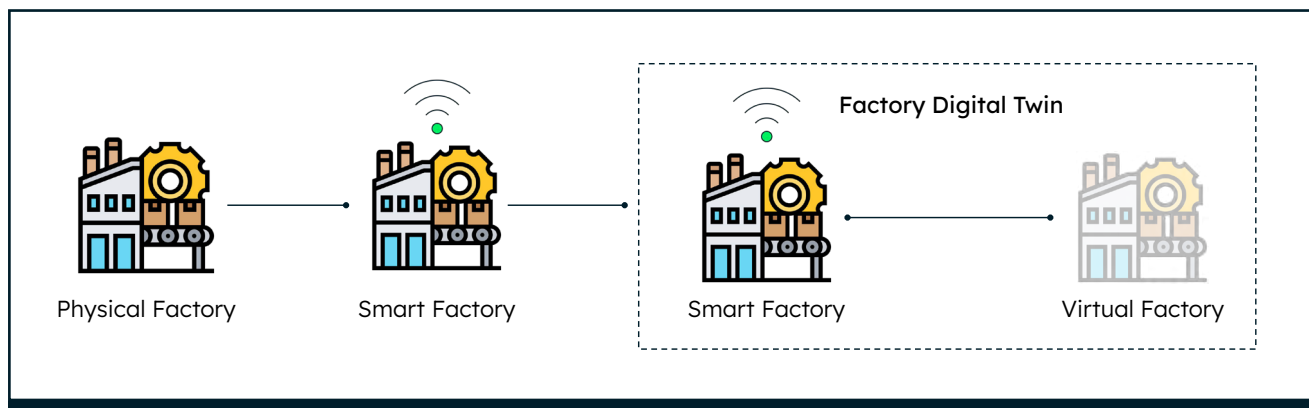 Factory Digital Twin
Physical Factory
Smart Factory
Smart Factory
Virtual Factory